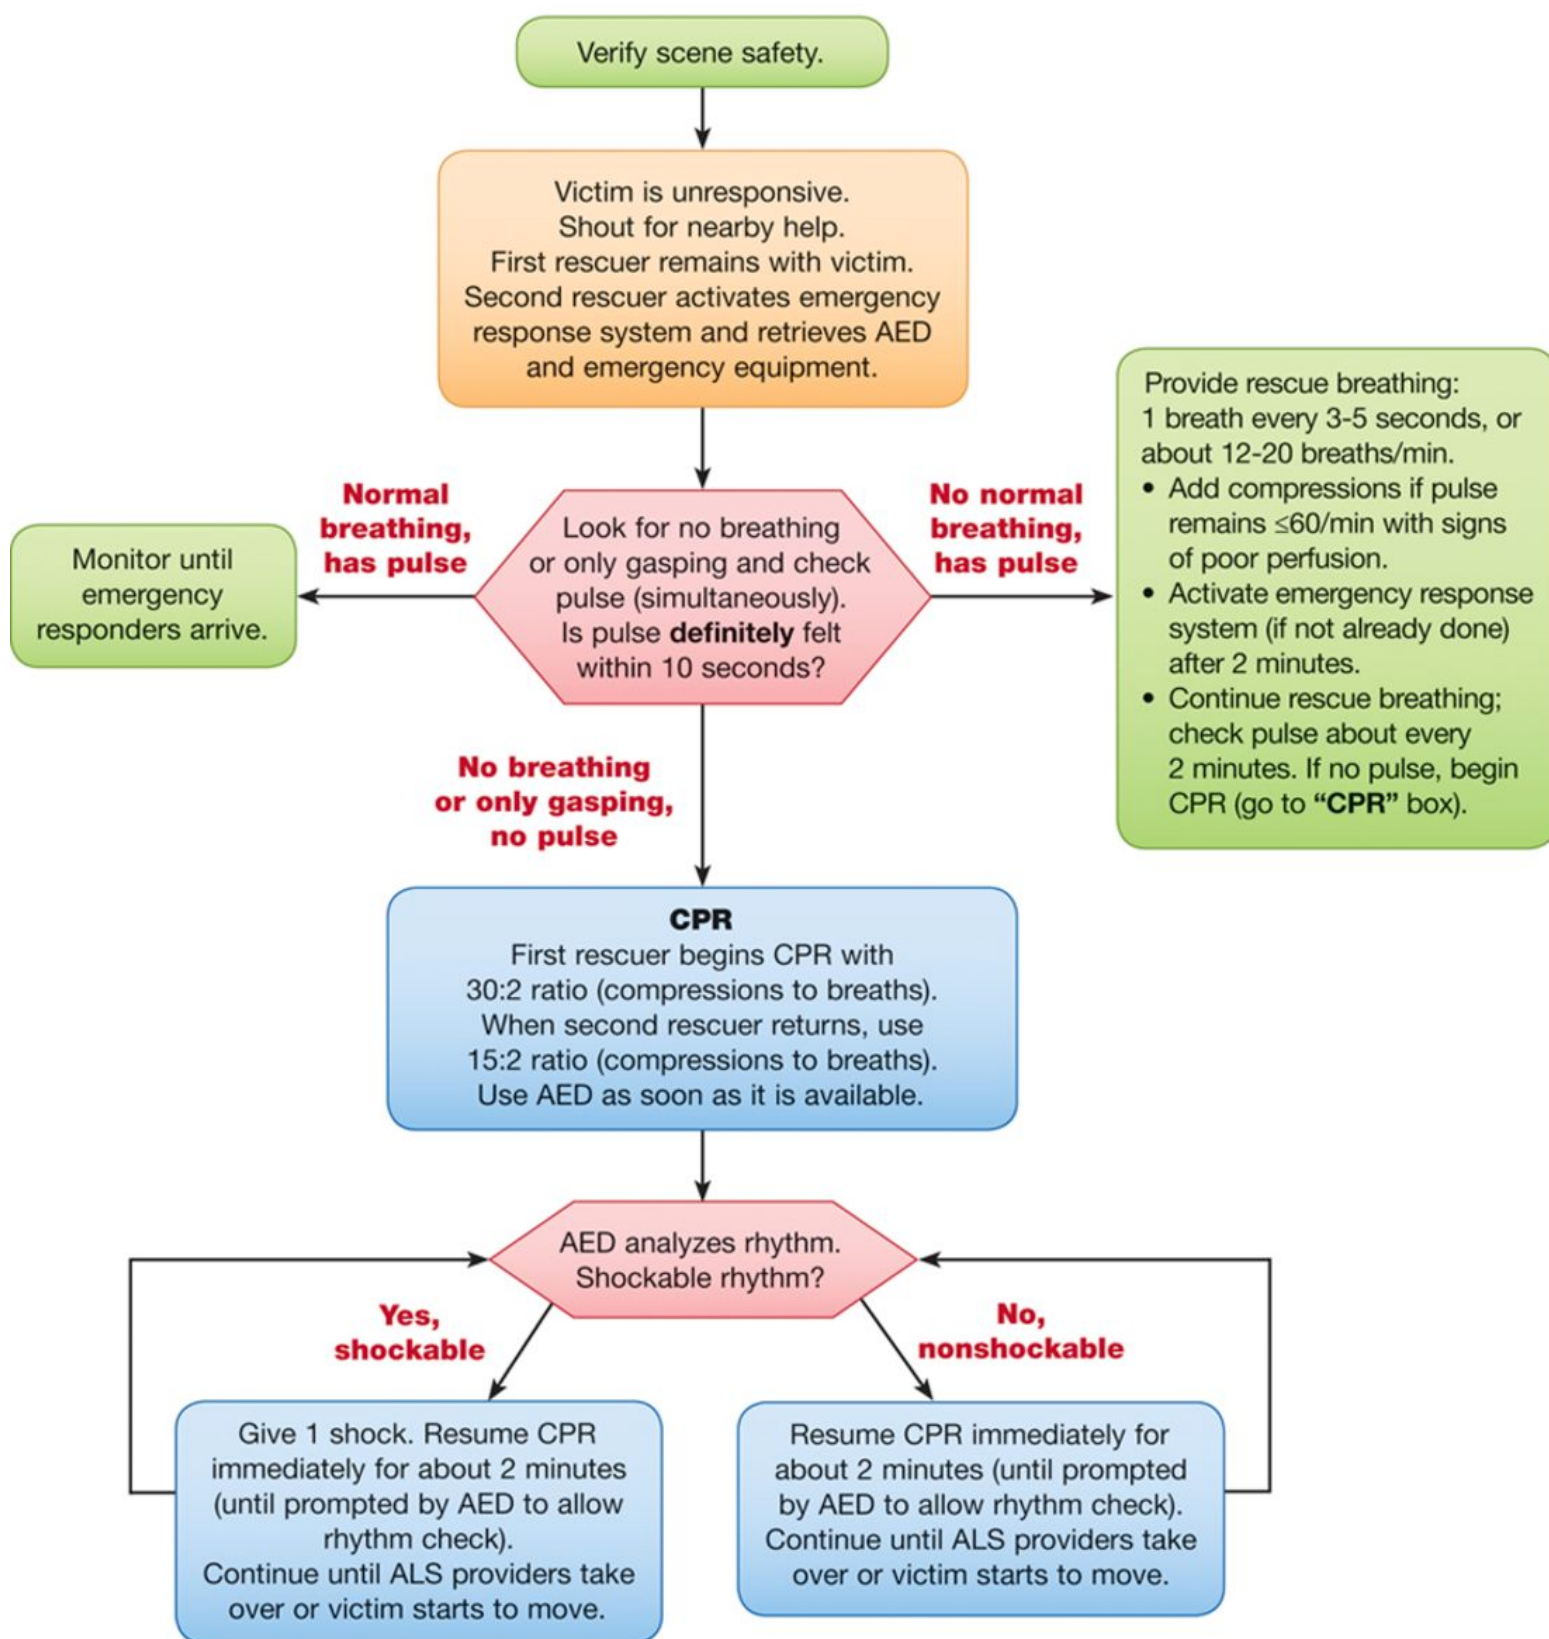 Verify scene safety.
Victim is unresponsive.
Shout for nearby help.
First rescuer remains with victim.
Second rescuer activates emergency
response system and retrieves AED
and emergency equipment.
Normal
breathing,
has pulse
Monitor until
emergency
responders arrive.
Look for no breathing
or only gasping and check
pulse (simultaneously).
Is pulse definitely felt
within 10 seconds?
No normal
breathing,
has pulse
Provide rescue breathing:
1 breath every 3-5 seconds, or
about 12-20 breaths/min.
• Add compressions if pulse
remains ≤60/min with signs
of poor perfusion.
• Activate emergency response
system (if not already done)
after 2 minutes.
• Continue rescue breathing;
check pulse about every
2 minutes. If no pulse, begin
CPR (go to “CPR” box).
No breathing
or only gasping,
no pulse
CPR
First rescuer begins CPR with
30:2 ratio (compressions to breaths).
When second rescuer returns, use
15:2 ratio (compressions to breaths).
Use AED as soon as it is available.
AED analyzes rhythm.
Shockable rhythm?
Yes,
shockable
No,
nonshockable
Give 1 shock. Resume CPR
immediately for about 2 minutes
(until prompted by AED to allow
rhythm check).
Continue until ALS providers take
over or victim starts to move.
Resume CPR immediately for
about 2 minutes (until prompted
by AED to allow rhythm check).
Continue until ALS providers take
over or victim starts to move.